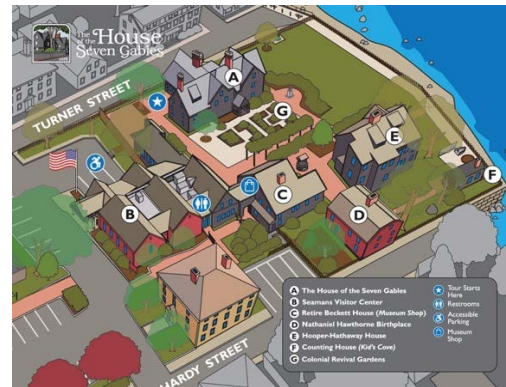 The House
of the
Seven Gables
TURNER STREET
A
G
E
F
B
C
D
HARDY STREET
A The House of the Seven Gables
B Seamans Visitor Center
C Retire Beckett House (Museum Shop)
D Nathaniel Hawthorne Birthplace
E Hooper-Hathaway House
F Counting House (Kid's Cove)
G Colonial Revival Gardens
Tour Starts
Here
Restrooms
Accessible
Parking
Museum
Shop